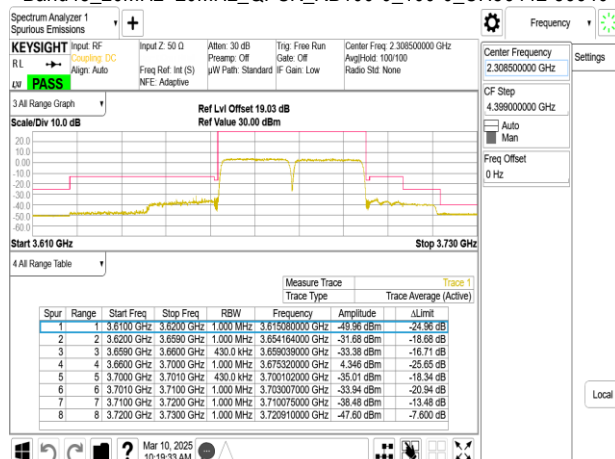 Spectrum Analyzer 1
Spurious Emissions
Frequency
KEYSIGHT
Input: RF
Coupling: DC
Align: Auto
Input Z: 50 Ω
Freq Ref: Int (S)
NFE: Adaptive
Atten: 30 dB
Preamp: Off
µW Path: Standard
Trig: Free Run
Gate: Off
IF Gain: Low
Center Freq: 2.308500000 GHz
Avg|Hold: 100/100
Radio Std: None
RL
PASS
Center Frequency
2.308500000 GHz
Settings
CF Step
4.399000000 GHz
Auto
Man
Freq Offset
0 Hz
3 All Range Graph
Scale/Div 10.0 dB
Ref Lvl Offset 19.03 dB
Ref Value 30.00 dBm
20.0
10.0
0.00
-10.0
-20.0
-30.0
-40.0
-50.0
-60.0
Start 3.610 GHz
Stop 3.730 GHz
4 All Range Table
Measure Trace Trace 1
Trace Type Trace Average (Active)
Spur Range Start Freq Stop Freq RBW Frequency Amplitude ΔLimit
1 1 3.6100 GHz 3.6200 GHz 1.000 MHz 3.615080000 GHz -49.96 dBm -24.96 dB
2 2 3.6200 GHz 3.6590 GHz 1.000 MHz 3.654164000 GHz -31.68 dBm -18.68 dB
3 3 3.6590 GHz 3.6600 GHz 430.0 kHz 3.659039000 GHz -33.38 dBm -16.71 dB
4 4 3.6600 GHz 3.7000 GHz 1.000 MHz 3.675320000 GHz 4.346 dBm -25.65 dB
5 5 3.7000 GHz 3.7010 GHz 430.0 kHz 3.700102000 GHz -35.01 dBm -18.34 dB
6 6 3.7010 GHz 3.7100 GHz 1.000 MHz 3.703007000 GHz -33.94 dBm -20.94 dB
7 7 3.7100 GHz 3.7200 GHz 1.000 MHz 3.710075000 GHz -38.48 dBm -13.48 dB
8 8 3.7200 GHz 3.7300 GHz 1.000 MHz 3.720910000 GHz -47.60 dBm -7.600 dB
Local
Mar 10, 2025
10:19:33 AM